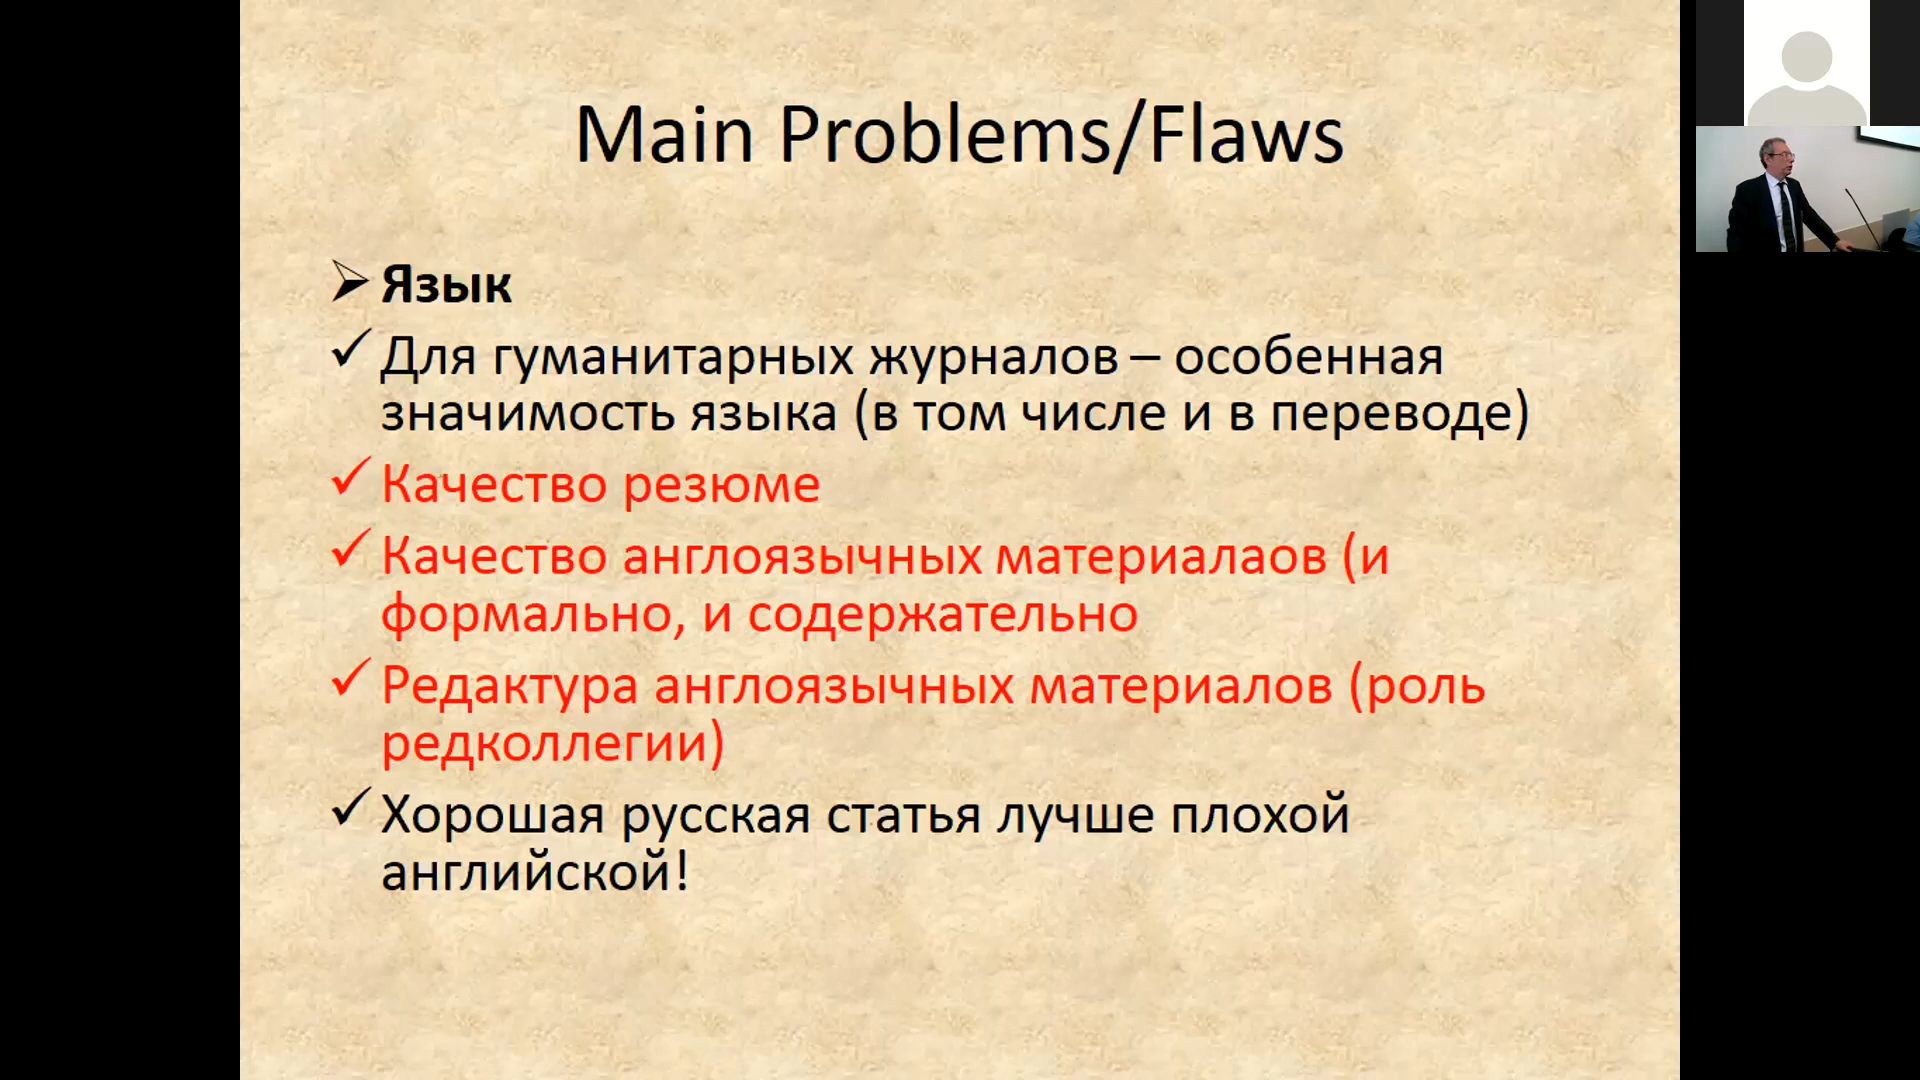 Main Problems/Flaws
Язык
Для гуманитарных журналов – особенная
значимость языка (в том числе и в переводе)
Качество резюме
Качество англоязычных материалаов (и
формально, и содержательно
Редактура англоязычных материалов (роль
редколлегии)
Хорошая русская статья лучше плохой
английской!